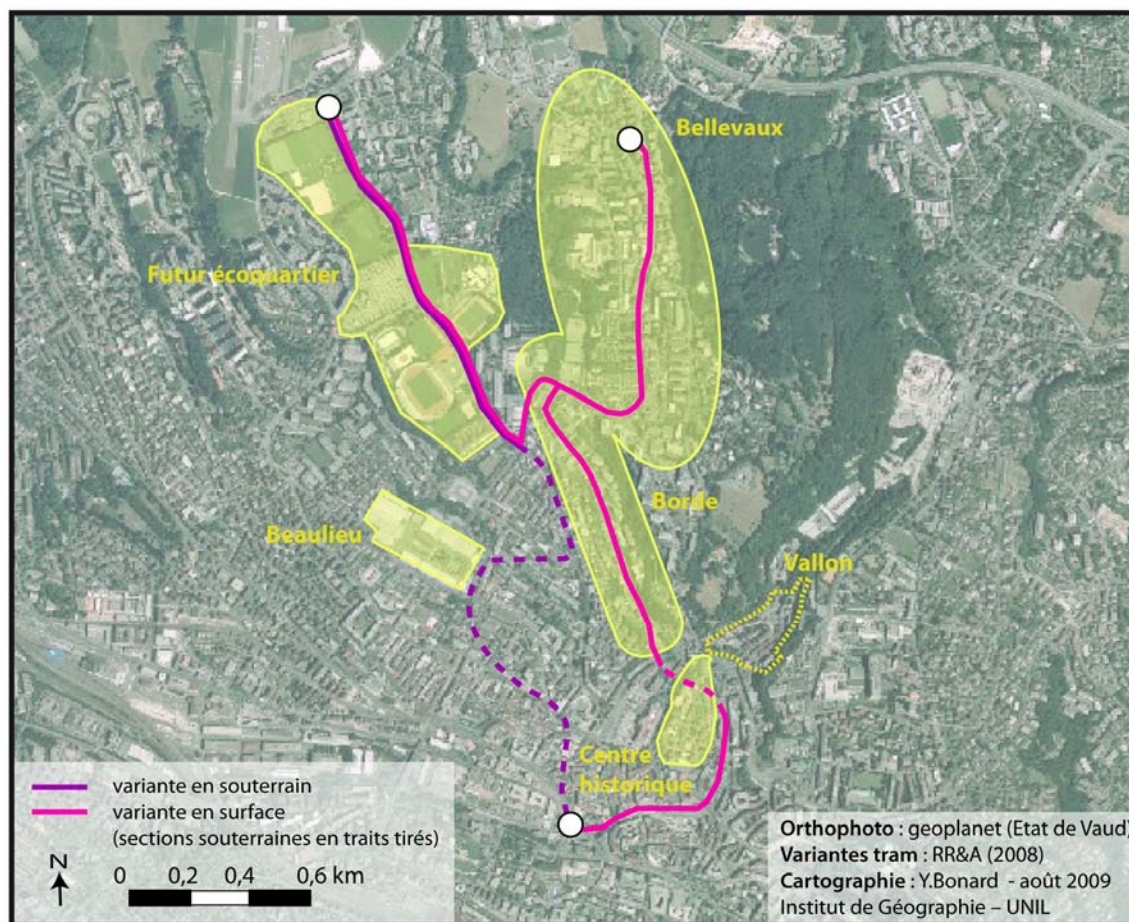 Bellevaux
Futur écoquartier
Borde
Beaulieu
Vallon
Centre
historique
variante en souterrain
variante en surface
(sections souterraines en traits tirés)
N
0 0,2 0,4 0,6 km
Orthophoto : geoplanet (Etat de Vaud)
Variantes tram : RR&A (2008)
Cartographie : Y.Bonard - août 2009
Institut de Géographie – UNIL